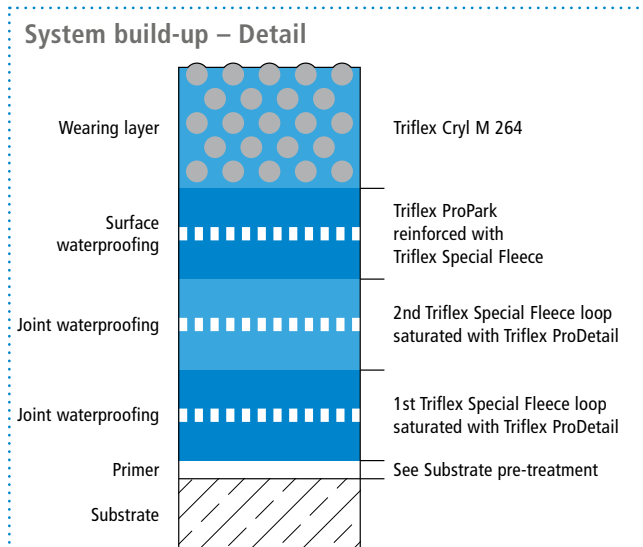 System build-up – Detail
Wearing layer
Triflex Cryl M 264
Surface
waterproofing
Triflex ProPark
reinforced with
Triflex Special Fleece
Joint waterproofing
2nd Triflex Special Fleece loop
saturated with Triflex ProDetail
Joint waterproofing
1st Triflex Special Fleece loop
saturated with Triflex ProDetail
Primer
See Substrate pre-treatment
Substrate